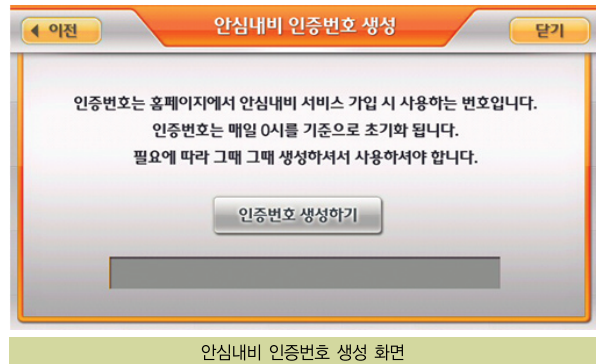 이전
안심내비 인증번호 생성
닫기
인증번호는 홈페이지에서 안심내비 서비스 가입 시 사용하는 번호입니다.
인증번호는 매일 0시를 기준으로 초기화 됩니다.
필요에 따라 그때 그때 생성하셔서 사용하셔야 합니다.
인증번호 생성하기
안심내비 인증번호 생성 화면